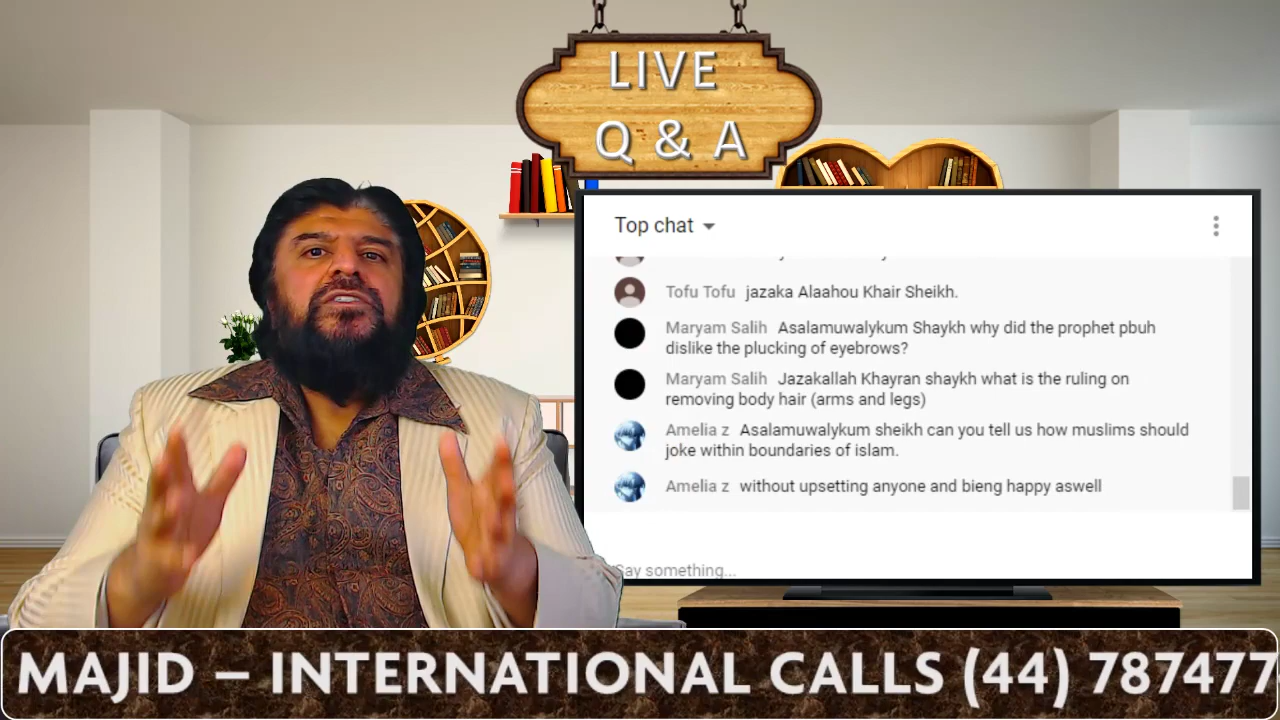 LIVE
Q & A
Top chat
Tofu Tofu jazaka Alaahou Khair Sheikh.
Maryam Salih Asalamuwalykum Shaykh why did the prophet pbuh
dislike the plucking of eyebrows?
Maryam Salih Jazakallah Khayran shaykh what is the ruling on
removing body hair (arms and legs)
Amelia z Asalamuwalykum sheikh can you tell us how muslims should
joke within boundaries of islam.
Amelia z without upsetting anyone and bieng happy aswell
Say something...
MAJID – INTERNATIONAL CALLS (44) 787477